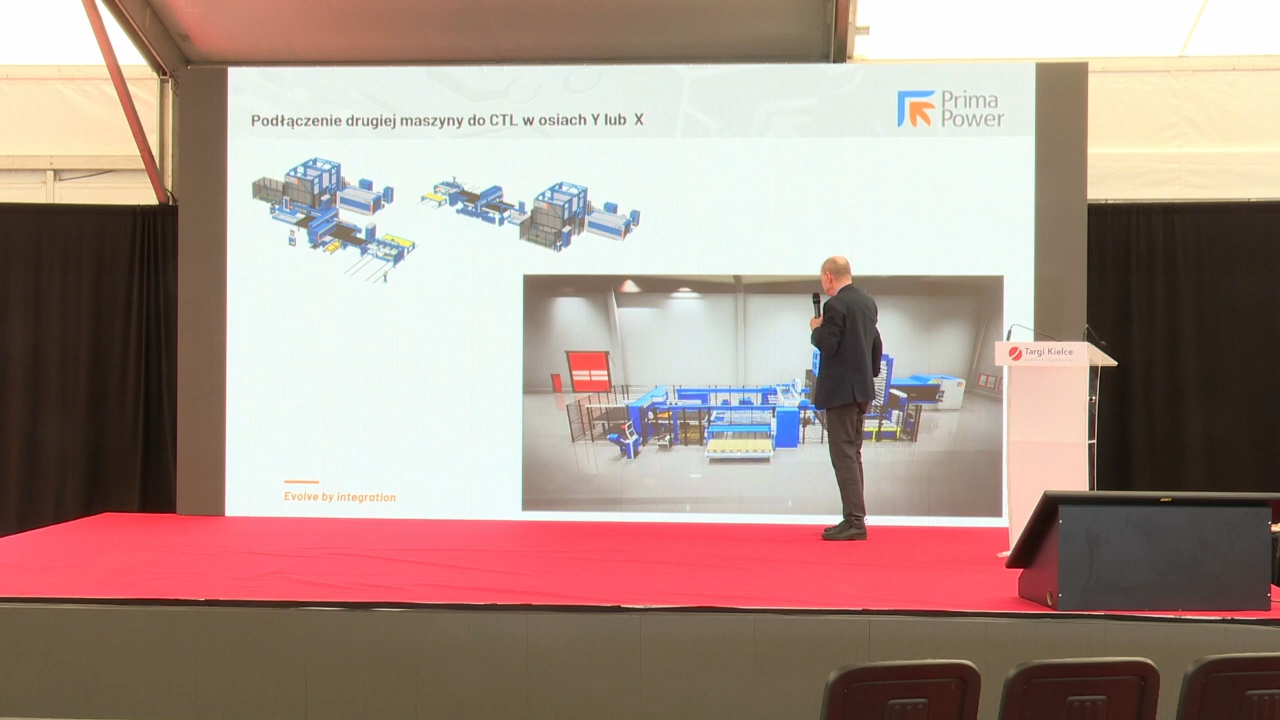 Podłączenie drugiej maszyny do CTL w osiach Y lub X
Prima
Power
Evolve by integration
Targi Kielce